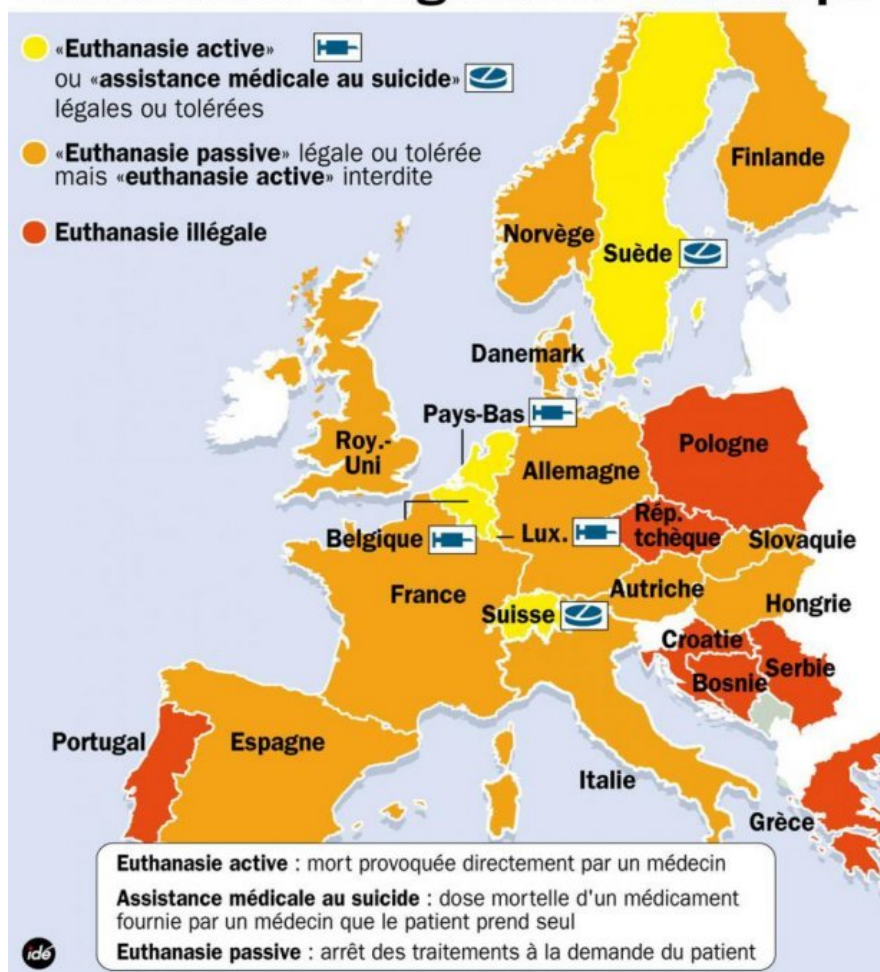 «Euthanasie active»
ou «assistance médicale au suicide»
légales ou tolérées
«Euthanasie passive» légale ou tolérée
mais «euthanasie active» interdite
Euthanasie illégale
Finlande
Norvège
Suède
Danemark
Pays-Bas
Roy.-
Uni
Allemagne
Pologne
Belgique
Lux.
Rép.
tchèque
Slovaquie
France
Autriche
Suisse
Hongrie
Croatie
Serbie
Bosnie
Portugal
Espagne
Italie
Grèce
Euthanasie active : mort provoquée directement par un médecin
Assistance médicale au suicide : dose mortelle d'un médicament
fournie par un médecin que le patient prend seul
Euthanasie passive : arrêt des traitements à la demande du patient
idé